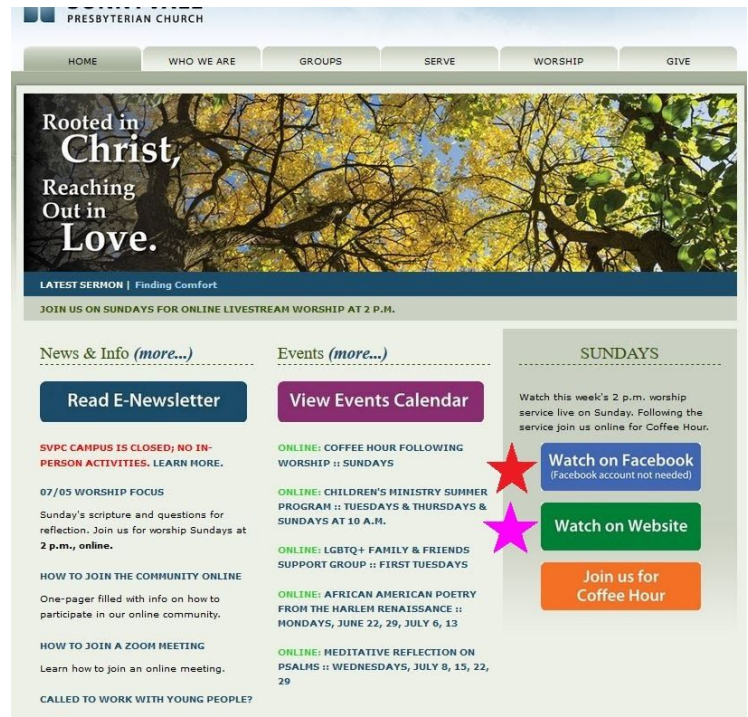 PRESBYTERIAN CHURCH
HOME
WHO WE ARE
GROUPS
SERVE
WORSHIP
GIVE
Rooted in
Christ,
Reaching
Out in
Love.
LATEST SERMON | Finding Comfort
JOIN US ON SUNDAYS FOR ONLINE LIVESTREAM WORSHIP AT 2 P.M.
News & Info (more...)
Read E-Newsletter
SVPC CAMPUS IS CLOSED; NO IN-
PERSON ACTIVITIES. LEARN MORE.
07/05 WORSHIP FOCUS
Sunday's scripture and questions for
reflection. Join us for worship Sundays at
2 p.m., online.
HOW TO JOIN THE COMMUNITY ONLINE
One-pager filled with info on how to
participate in our online community.
HOW TO JOIN A ZOOM MEETING
Learn how to join an online meeting.
CALLED TO WORK WITH YOUNG PEOPLE?
Events (more...)
View Events Calendar
ONLINE: COFFEE HOUR FOLLOWING
WORSHIP :: SUNDAYS
ONLINE: CHILDREN'S MINISTRY SUMMER
PROGRAM :: TUESDAYS & THURSDAYS &
SUNDAYS AT 10 A.M.
ONLINE: LGBTQ+ FAMILY & FRIENDS
SUPPORT GROUP :: FIRST TUESDAYS
ONLINE: AFRICAN AMERICAN POETRY
FROM THE HARLEM RENAISSANCE ::
MONDAYS, JUNE 22, 29, JULY 6, 13
ONLINE: MEDITATIVE REFLECTION ON
PSALMS :: WEDNESDAYS, JULY 8, 15, 22,
29
SUNDAYS
Watch this week's 2 p.m. worship
service live on Sunday. Following the
service join us online for Coffee Hour.
Watch on Facebook
(Facebook account not needed)
Watch on Website
Join us for
Coffee Hour